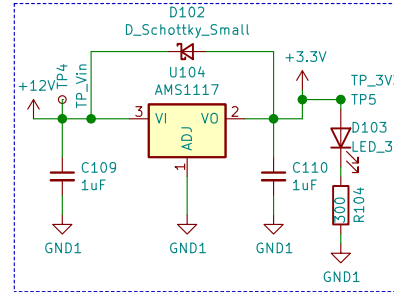 D102
D_Schottky_Small
+3.3V
+12V
TP4
TP_Vin
U104
AMS1117
TP_3V
TP5
3
VI
VO
2
ADJ
1
D103
LED_3
C109
1uF
C110
1uF
300
R104
GND1
GND1
GND1
GND1